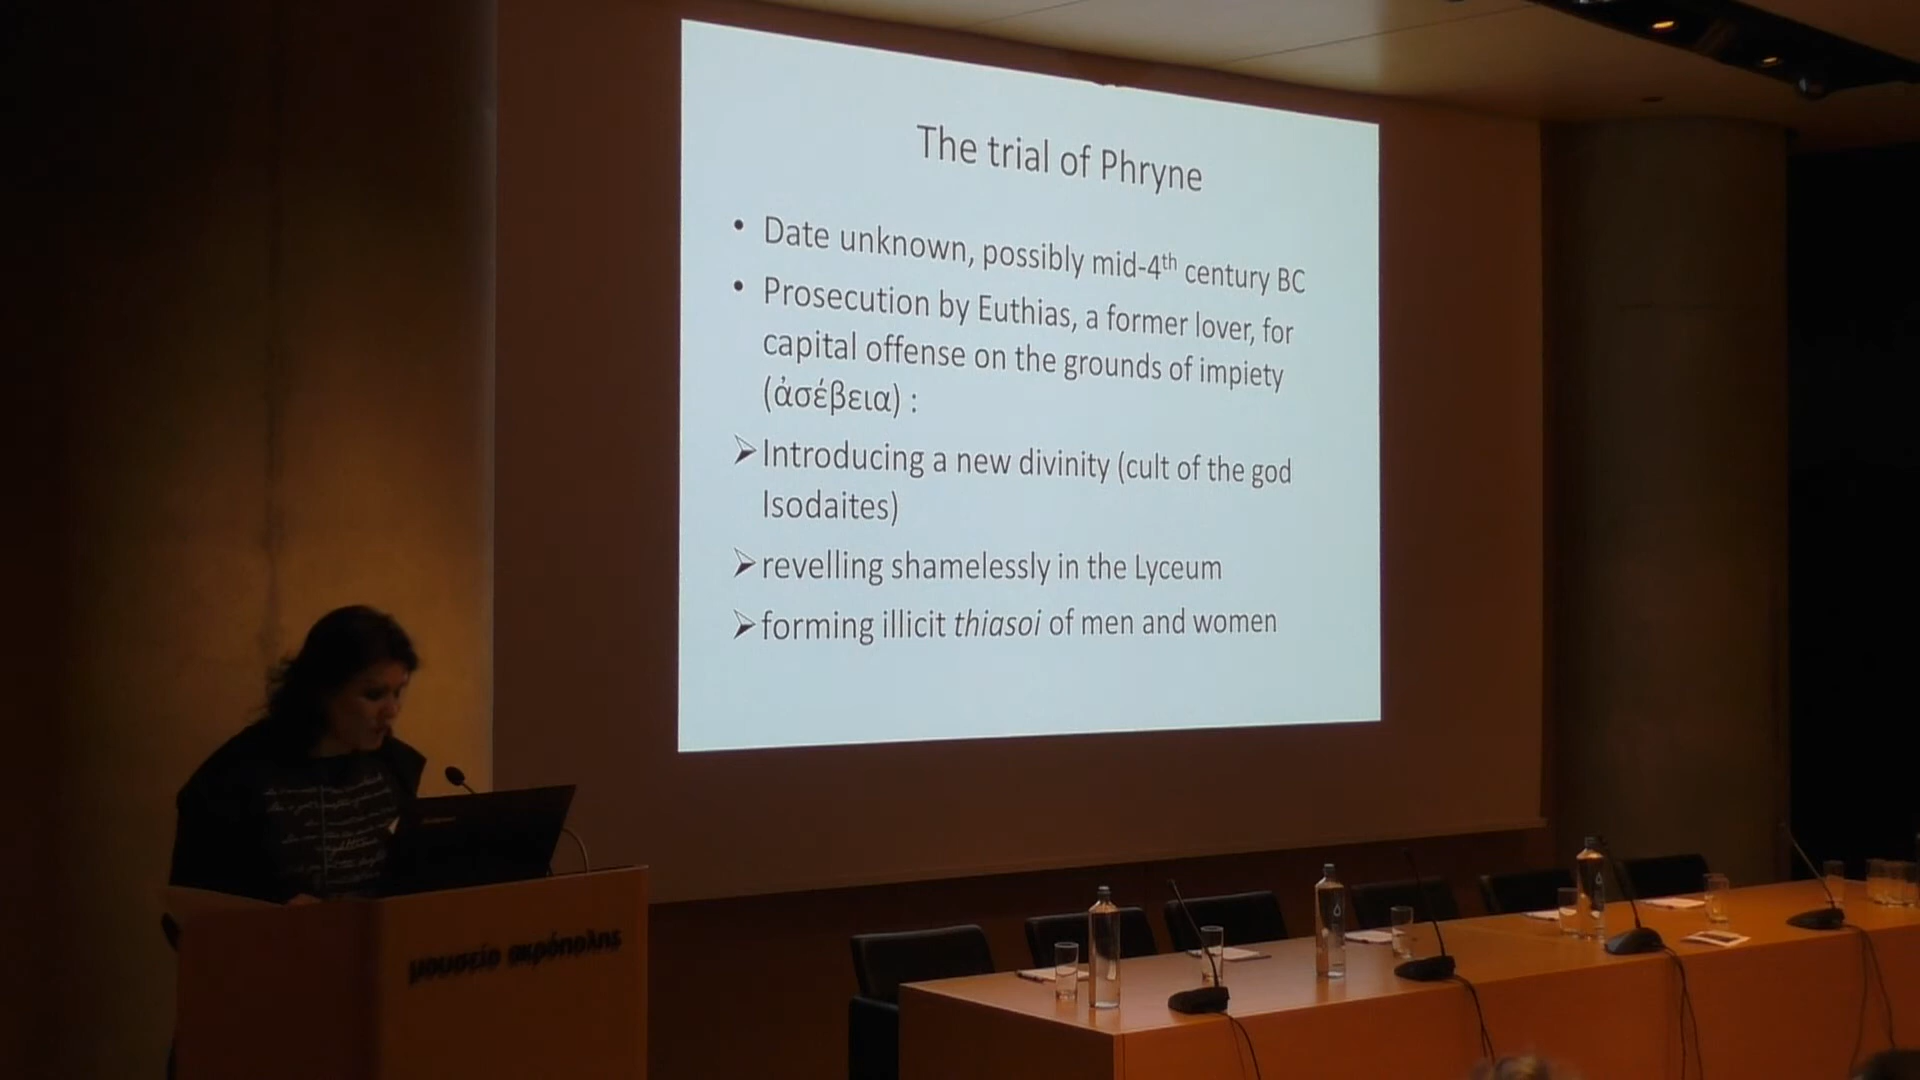 The trial of Phryne
• Date unknown, possibly mid-4th century BC
• Prosecution by Euthias, a former lover, for
capital offense on the grounds of impiety
(ἀσέβεια) :
➢ Introducing a new divinity (cult of the god
Isodaites)
➢ revelling shamelessly in the Lyceum
➢ forming illicit thiasoi of men and women
μουσείο ακρόπολης